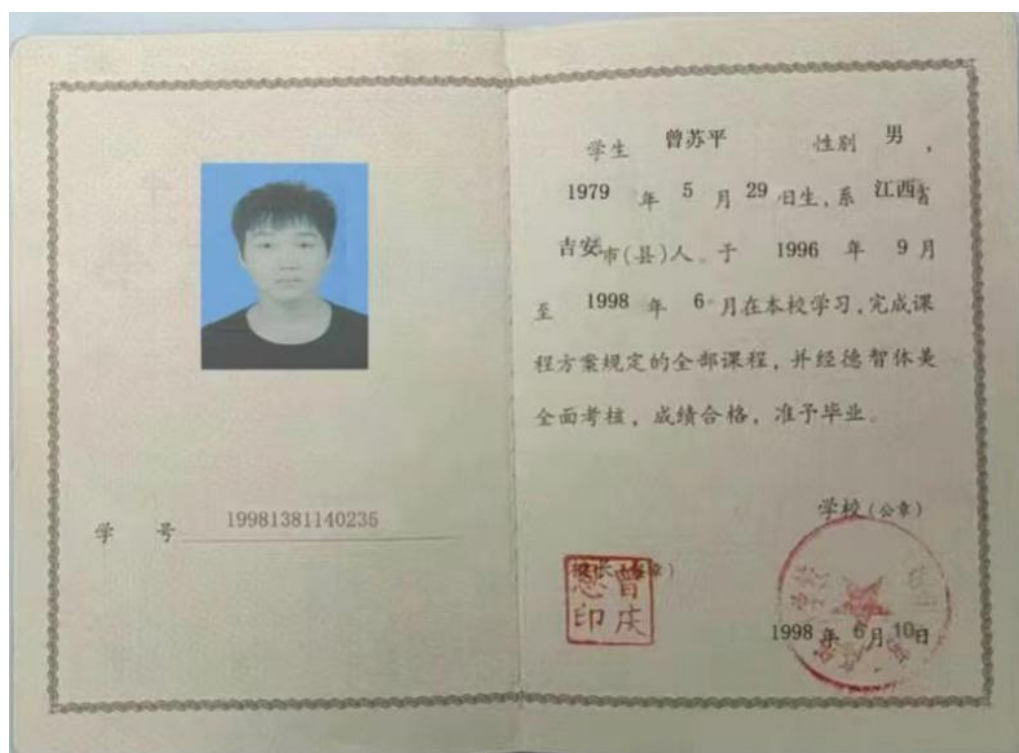 学号 19981381140235
学生 曾苏平 性别 男，
1979 年 5 月 29 日生，系 江西省
吉安市(县)人。于 1996 年 9 月
至 1998 年 6 月在本校学习，完成课
程方案规定的全部课程，并经德智体美
全面考核，成绩合格，准予毕业。
学校(公章)
校长(签章)
曾庆
印
1998 年 6 月 10 日